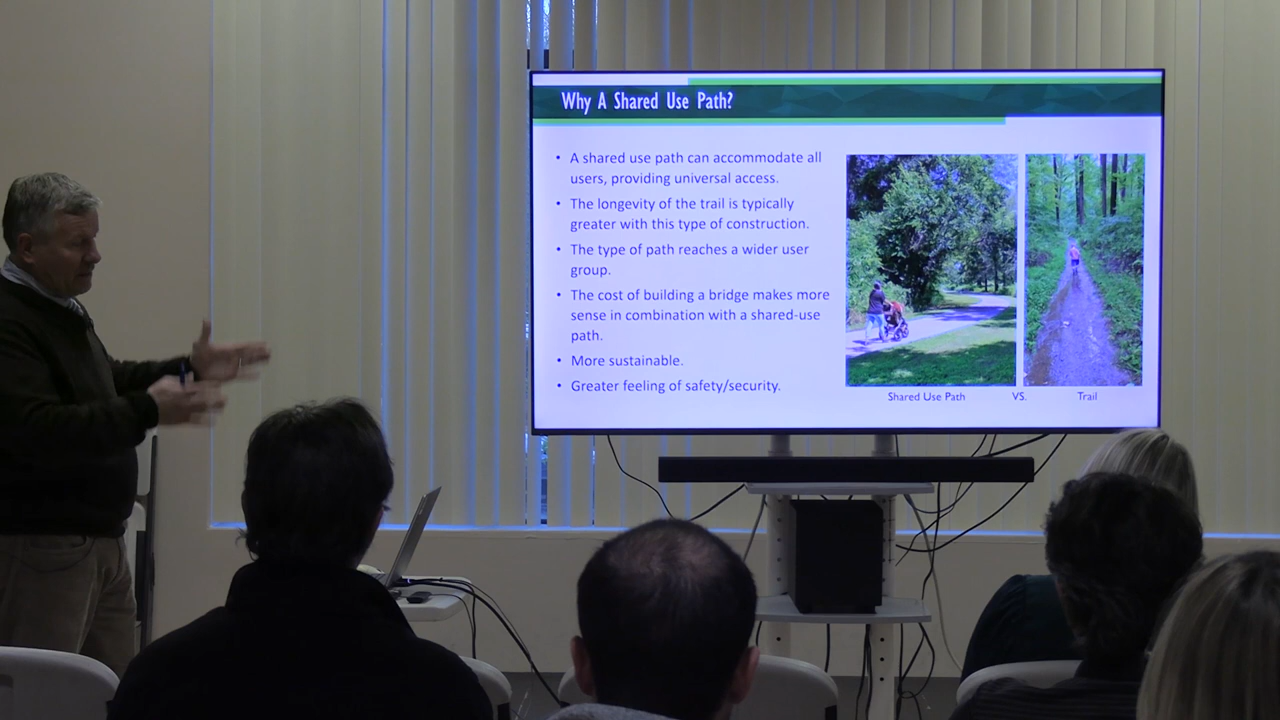 Why A Shared Use Path?
• A shared use path can accommodate all
users, providing universal access.
• The longevity of the trail is typically
greater with this type of construction.
• The type of path reaches a wider user
group.
• The cost of building a bridge makes more
sense in combination with a shared-use
path.
• More sustainable.
• Greater feeling of safety/security.
Shared Use Path VS. Trail